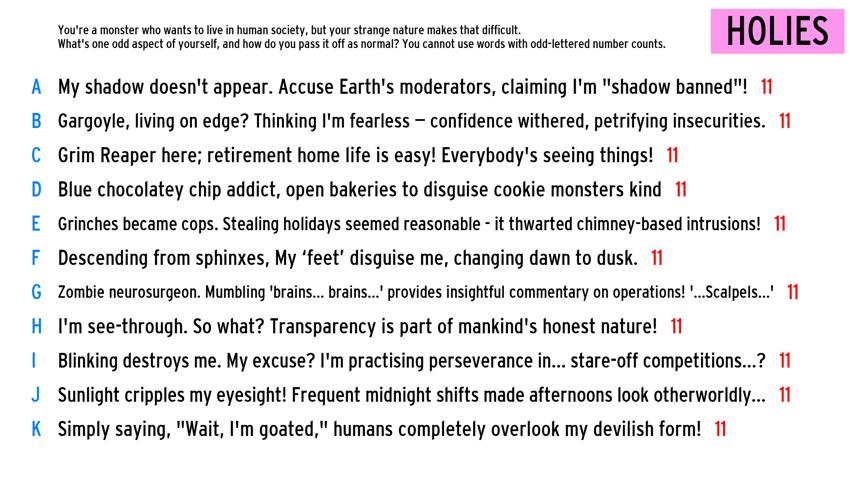 You're a monster who wants to live in human society, but your strange nature makes that difficult.
What's one odd aspect of yourself, and how do you pass it off as normal? You cannot use words with odd-lettered number counts.
HOLIES
A My shadow doesn't appear. Accuse Earth's moderators, claiming I'm "shadow banned"! 11
B Gargoyle, living on edge? Thinking I'm fearless – confidence withered, petrifying insecurities. 11
C Grim Reaper here; retirement home life is easy! Everybody's seeing things! 11
D Blue chocolatey chip addict, open bakeries to disguise cookie monsters kind 11
E Grinches became cops. Stealing holidays seemed reasonable - it thwarted chimney-based intrusions! 11
F Descending from sphinxes, My ‘feet’ disguise me, changing dawn to dusk. 11
G Zombie neurosurgeon. Mumbling 'brains... brains...' provides insightful commentary on operations! '...Scalpels...' 11
H I'm see-through. So what? Transparency is part of mankind's honest nature! 11
I Blinking destroys me. My excuse? I'm practising perseverance in... stare-off competitions...? 11
J Sunlight cripples my eyesight! Frequent midnight shifts made afternoons look otherworldly... 11
K Simply saying, "Wait, I'm goated," humans completely overlook my devilish form! 11